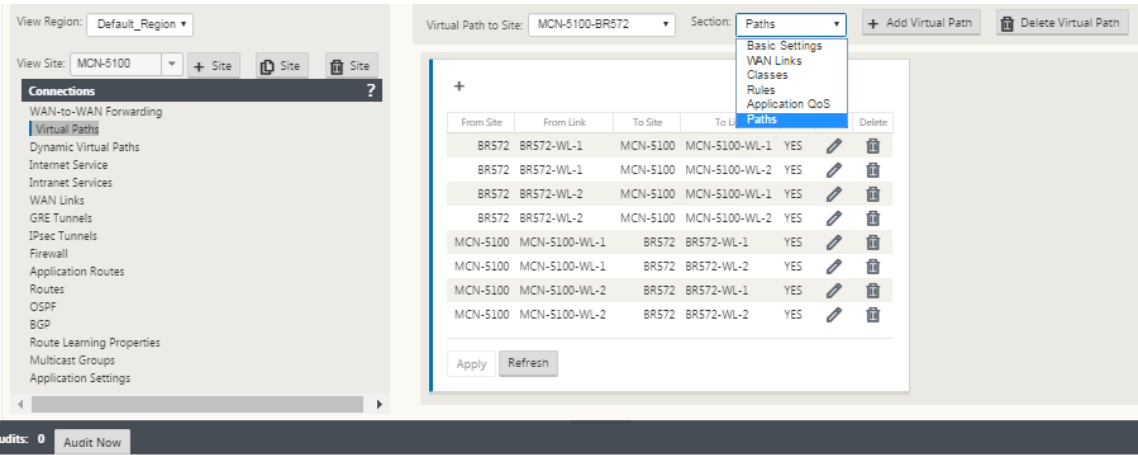 View Region: Default_Region
Virtual Path to Site: MCN-5100-BR572 Section: Paths + Add Virtual Path Delete Virtual Path
Basic Settings
WAN Links
Classes
Rules
Application QoS
Paths
View Site: MCN-5100 + Site Site Site
Connections ?
WAN-to-WAN Forwarding
Virtual Paths
Dynamic Virtual Paths
Internet Service
Intranet Services
WAN Links
GRE Tunnels
IPsec Tunnels
Firewall
Application Routes
Routes
OSPF
BGP
Route Learning Properties
Multicast Groups
Application Settings
+
From Site From Link To Site To Delete
BR572 BR572-WL-1 MCN-5100 MCN-5100-WL-1 YES
BR572 BR572-WL-1 MCN-5100 MCN-5100-WL-2 YES
BR572 BR572-WL-2 MCN-5100 MCN-5100-WL-1 YES
BR572 BR572-WL-2 MCN-5100 MCN-5100-WL-2 YES
MCN-5100 MCN-5100-WL-1 BR572 BR572-WL-1 YES
MCN-5100 MCN-5100-WL-1 BR572 BR572-WL-2 YES
MCN-5100 MCN-5100-WL-2 BR572 BR572-WL-1 YES
MCN-5100 MCN-5100-WL-2 BR572 BR572-WL-2 YES
Apply Refresh
udits: 0 Audit Now